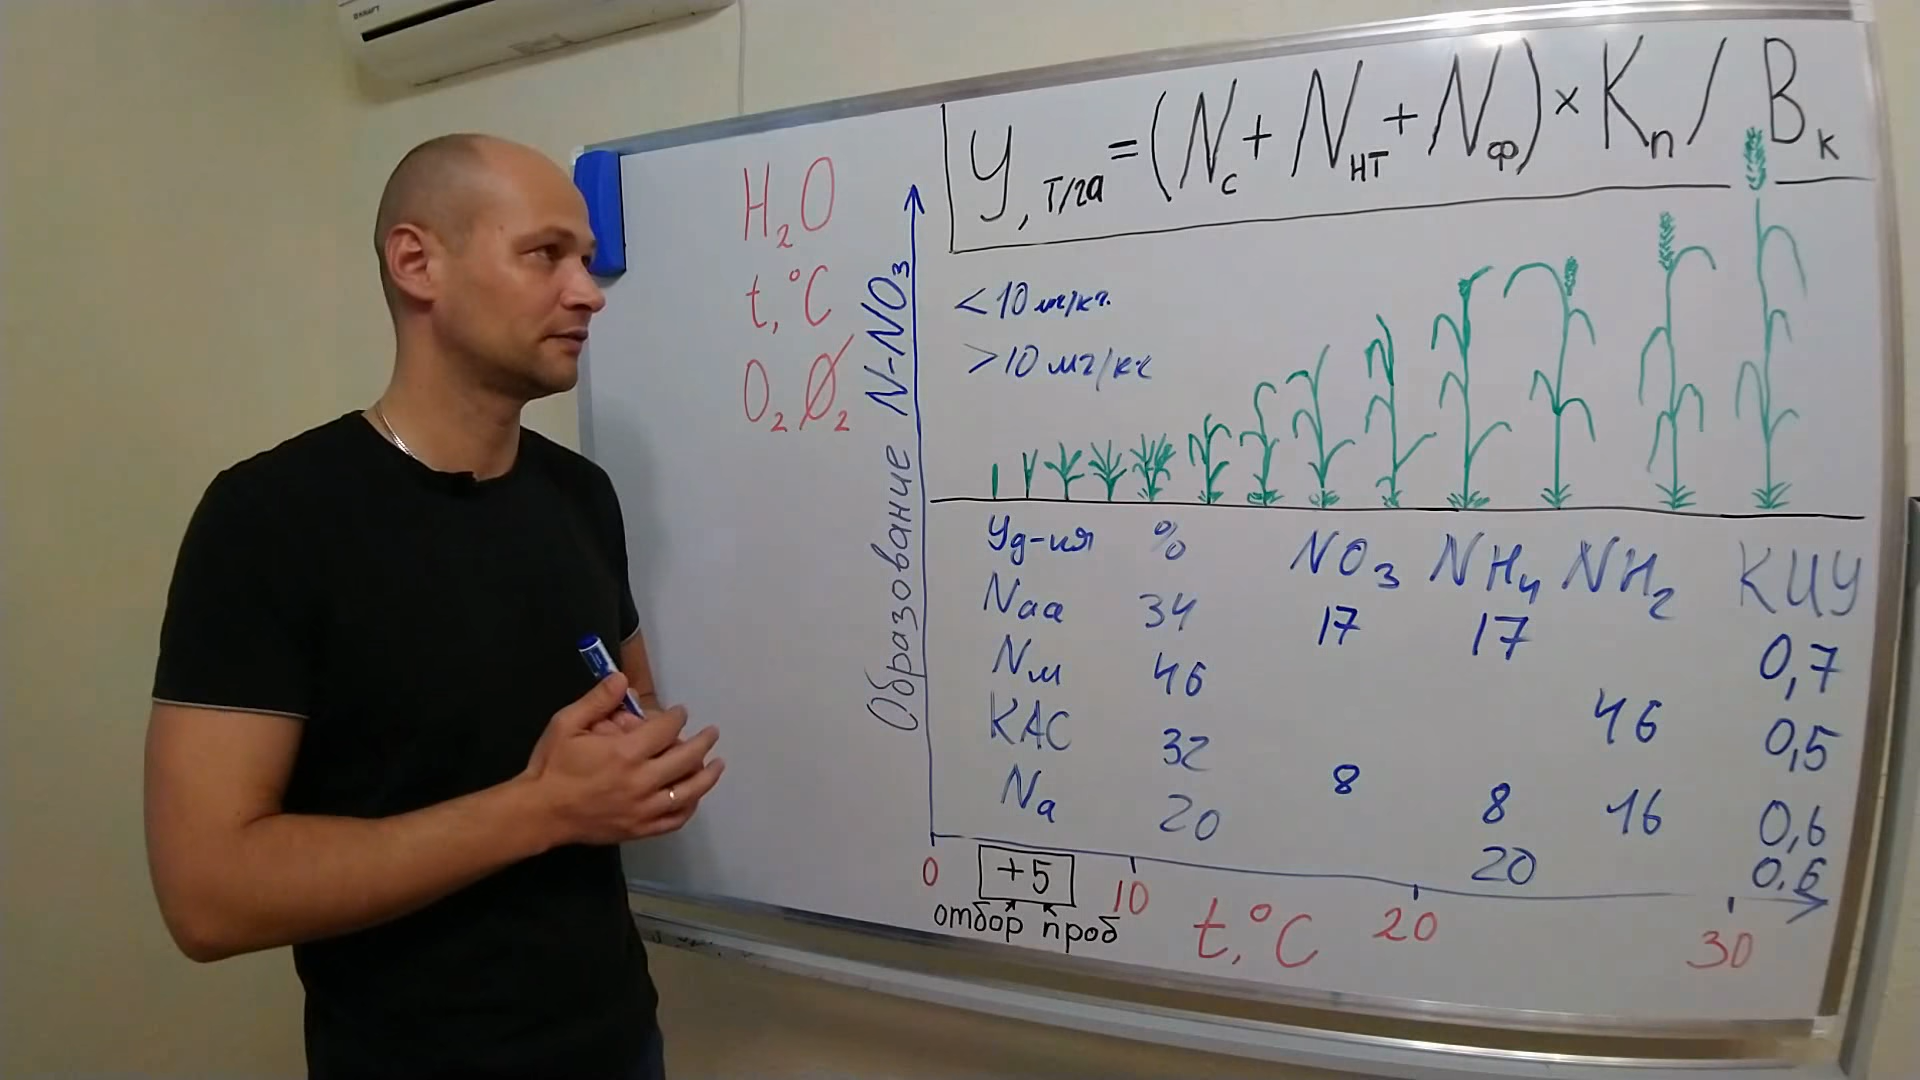 H₂O
t,°C
O₂ O₂
Образование N-NO₃
У, т/га = (Nс + Nнт + Nф) × Kп / Вк
< 10 мг/кг.
> 10 мг/кг
Уд-ия % NO₃ NH₄ NH₂ КИУ
Nаа 34 17 17 0,7
Nм 46 46 0,5
КАС 32 8 8 16 0,6
Nа 20 20 0.6
0 +5 10 20 30
отбор проб
t,°C